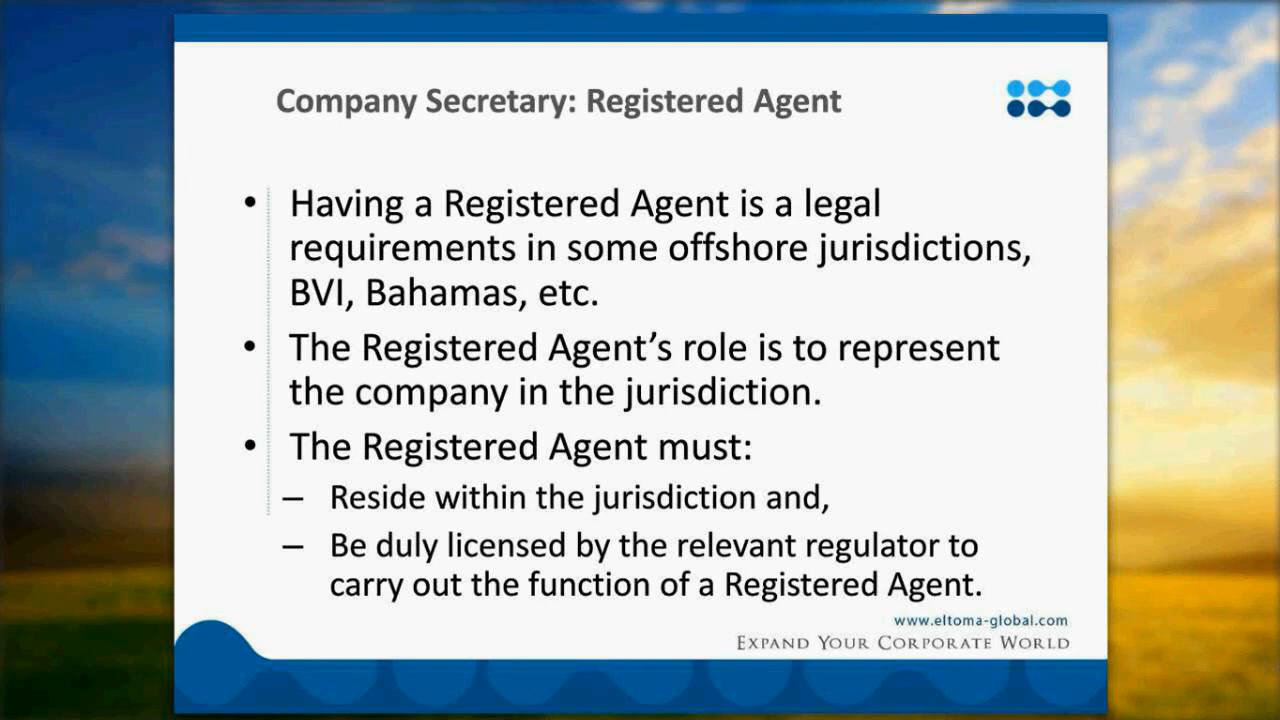 Company Secretary: Registered Agent
• Having a Registered Agent is a legal
requirements in some offshore jurisdictions,
BVI, Bahamas, etc.
• The Registered Agent’s role is to represent
the company in the jurisdiction.
• The Registered Agent must:
– Reside within the jurisdiction and,
– Be duly licensed by the relevant regulator to
carry out the function of a Registered Agent.
www.eltoma-global.com
EXPAND YOUR CORPORATE WORLD